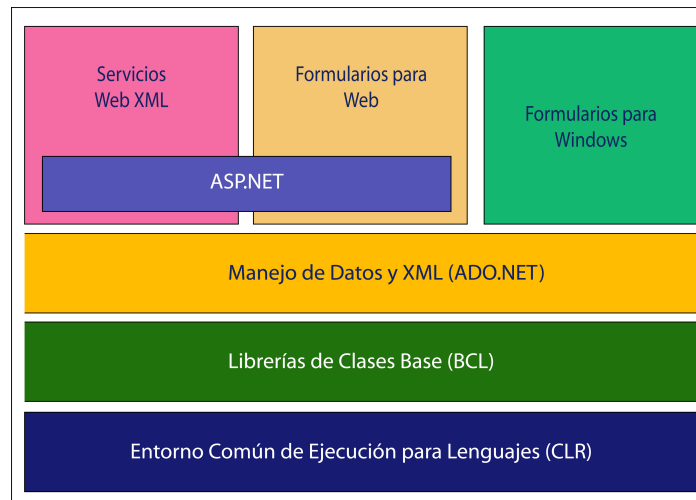 Servicios
Web XML
Formularios para
Web
Formularios para
Windows
ASP.NET
Manejo de Datos y XML (ADO.NET)
Librerías de Clases Base (BCL)
Entorno Común de Ejecución para Lenguajes (CLR)